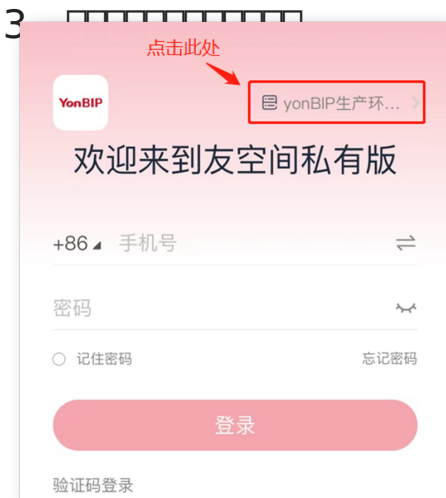 3
点击此处
YonBIP
yonBIP生产环...
欢迎来到友空间私有版
+86 手机号
密码
记住密码 忘记密码
登录
验证码登录